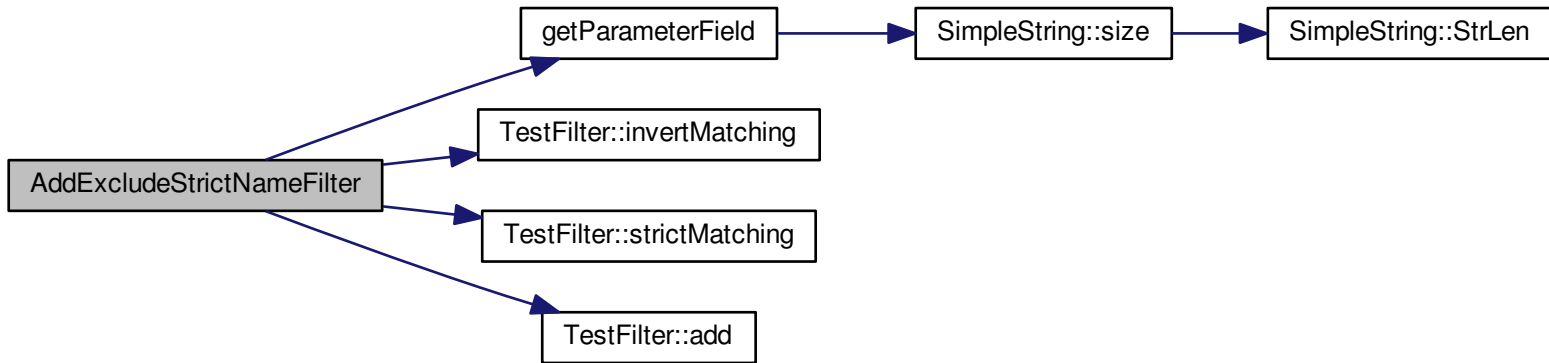 getParameterField
SimpleString::size
SimpleString::StrLen
TestFilter::invertMatching
AddExcludeStrictNameFilter
TestFilter::strictMatching
TestFilter::add